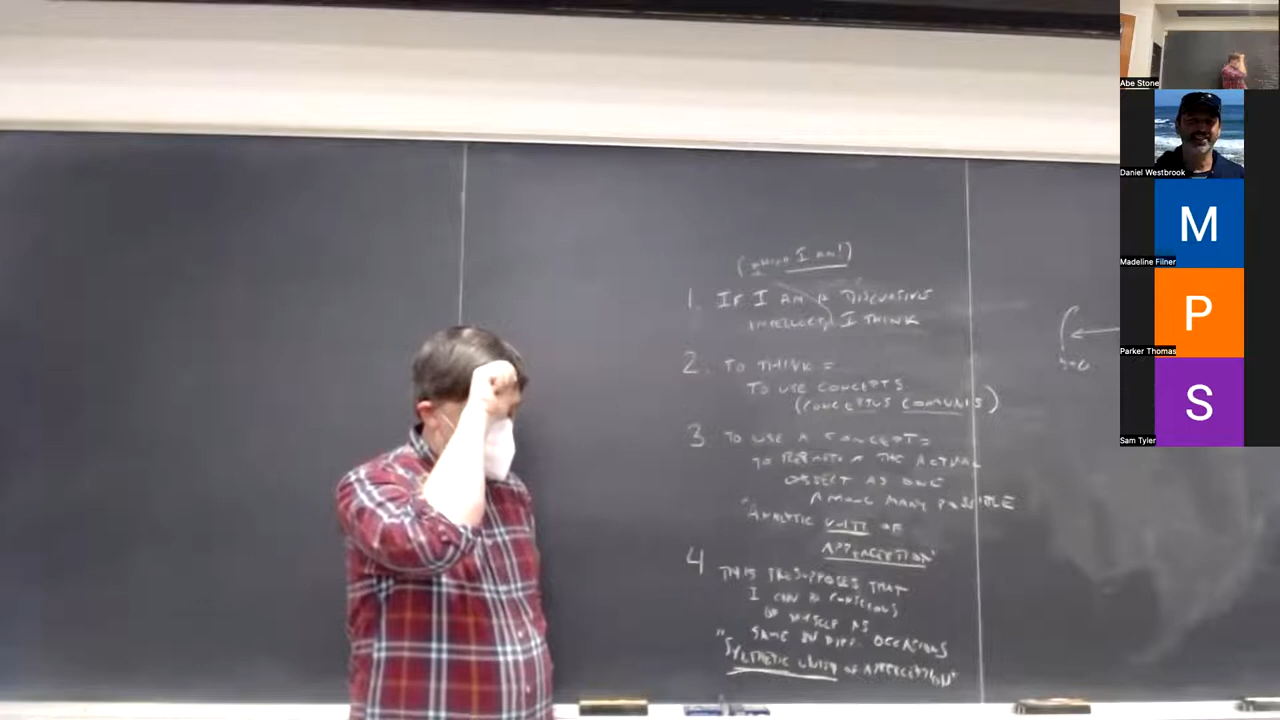 ( I AM!)
1. IF I AM A DISCURSIVE
INTELLECT, I THINK
2. TO THINK =
TO USE CONCEPTS
(CONCEPTUS COMMUNIS)
3 TO USE A CONCEPT =
TO THE ACTUAL
OBJECT AS ONE
AMONG MANY POSSIBLE
"ANALYTIC UNITY OF
APPERCEPTION"
4 THIS PRESUPPOSES THAT
I CAN B CONSCIOUS
OF MYSELF AS
SAME IN DIFF. OCCASIONS
"SYNTHETIC UNITY OF APPERCEPTION"
Abe Stone
Daniel Westbrook
M
Madeline Filner
P
Parker Thomas
S
Sam Tyler